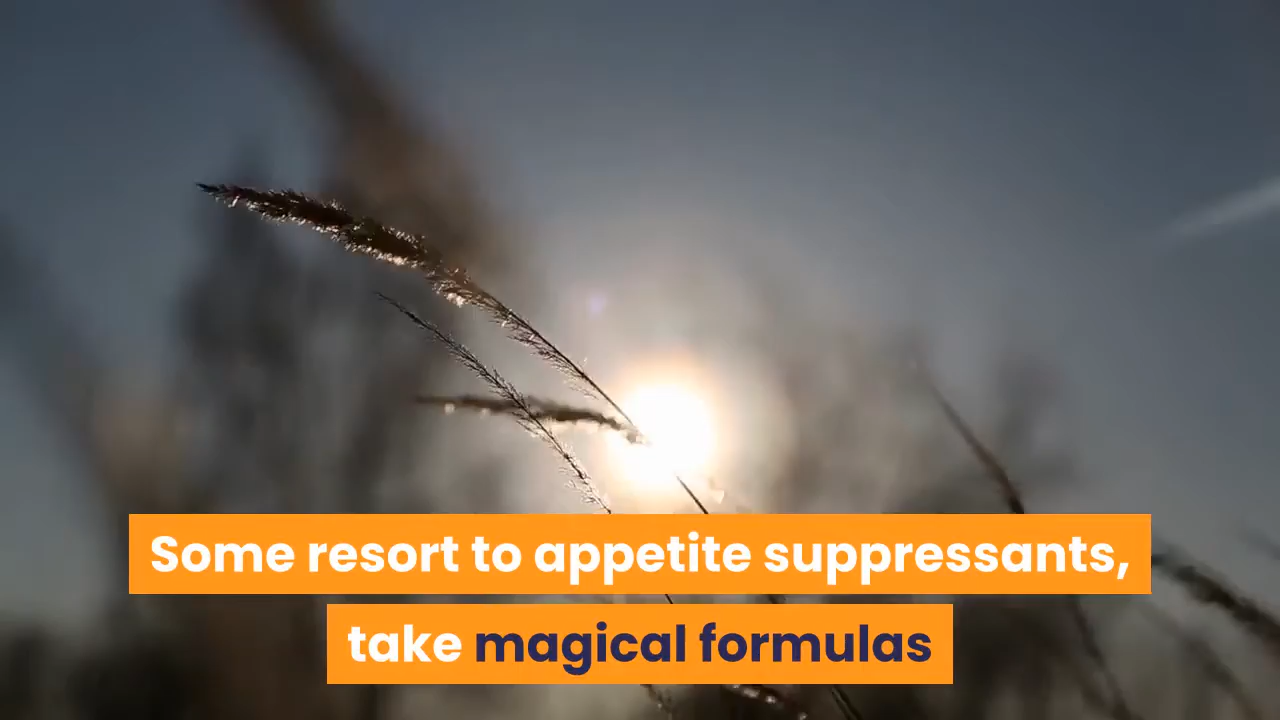 Some resort to appetite suppressants,
take magical formulas